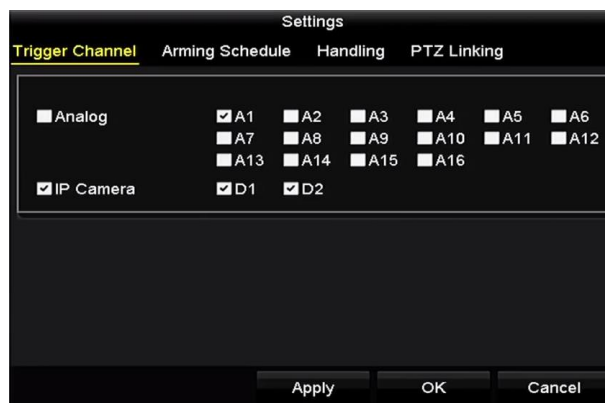 Settings
Trigger Channel Arming Schedule Handling PTZ Linking
Analog A1 A2 A3 A4 A5 A6
A7 A8 A9 A10 A11 A12
A13 A14 A15 A16
IP Camera D1 D2
Apply OK Cancel